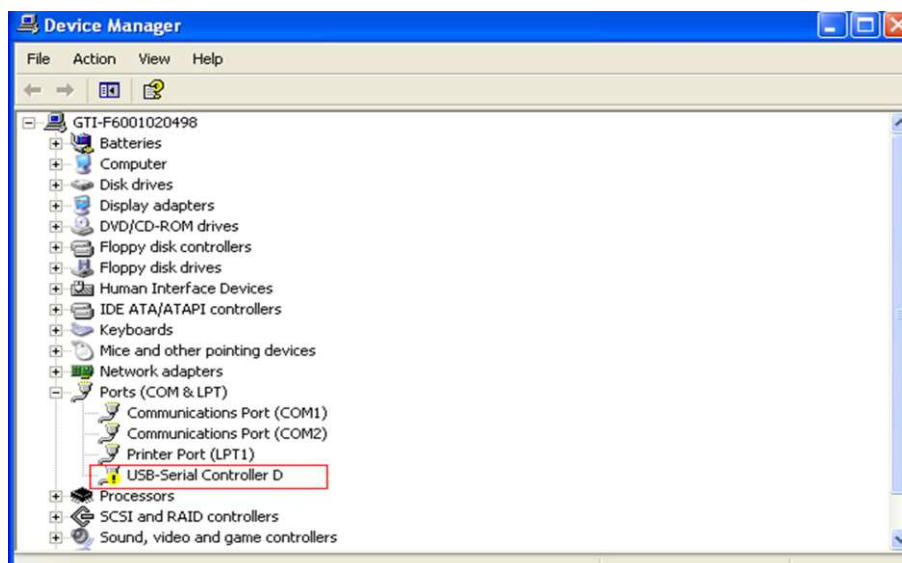 Device Manager
File Action View Help
GTI-F6001020498
Batteries
Computer
Disk drives
Display adapters
DVD/CD-ROM drives
Floppy disk controllers
Floppy disk drives
Human Interface Devices
IDE ATA/ATAPI controllers
Keyboards
Mice and other pointing devices
Network adapters
Ports (COM & LPT)
Communications Port (COM1)
Communications Port (COM2)
Printer Port (LPT1)
USB-Serial Controller D
Processors
SCSI and RAID controllers
Sound, video and game controllers